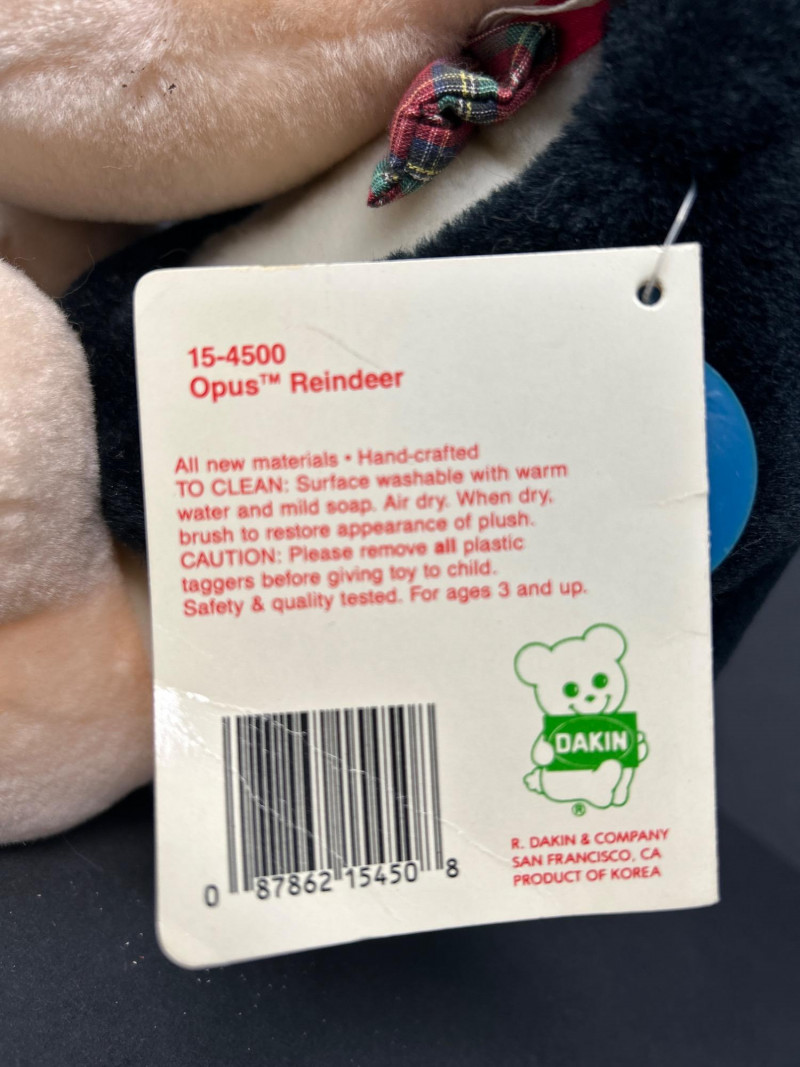 15-4500
Opus™ Reindeer
All new materials • Hand-crafted
TO CLEAN: Surface washable with warm
water and mild soap. Air dry. When dry,
brush to restore appearance of plush.
CAUTION: Please remove all plastic
taggers before giving toy to child.
Safety & quality tested. For ages 3 and up.
DAKIN
®
R. DAKIN & COMPANY
SAN FRANCISCO, CA
PRODUCT OF KOREA
0 87862 15450 8